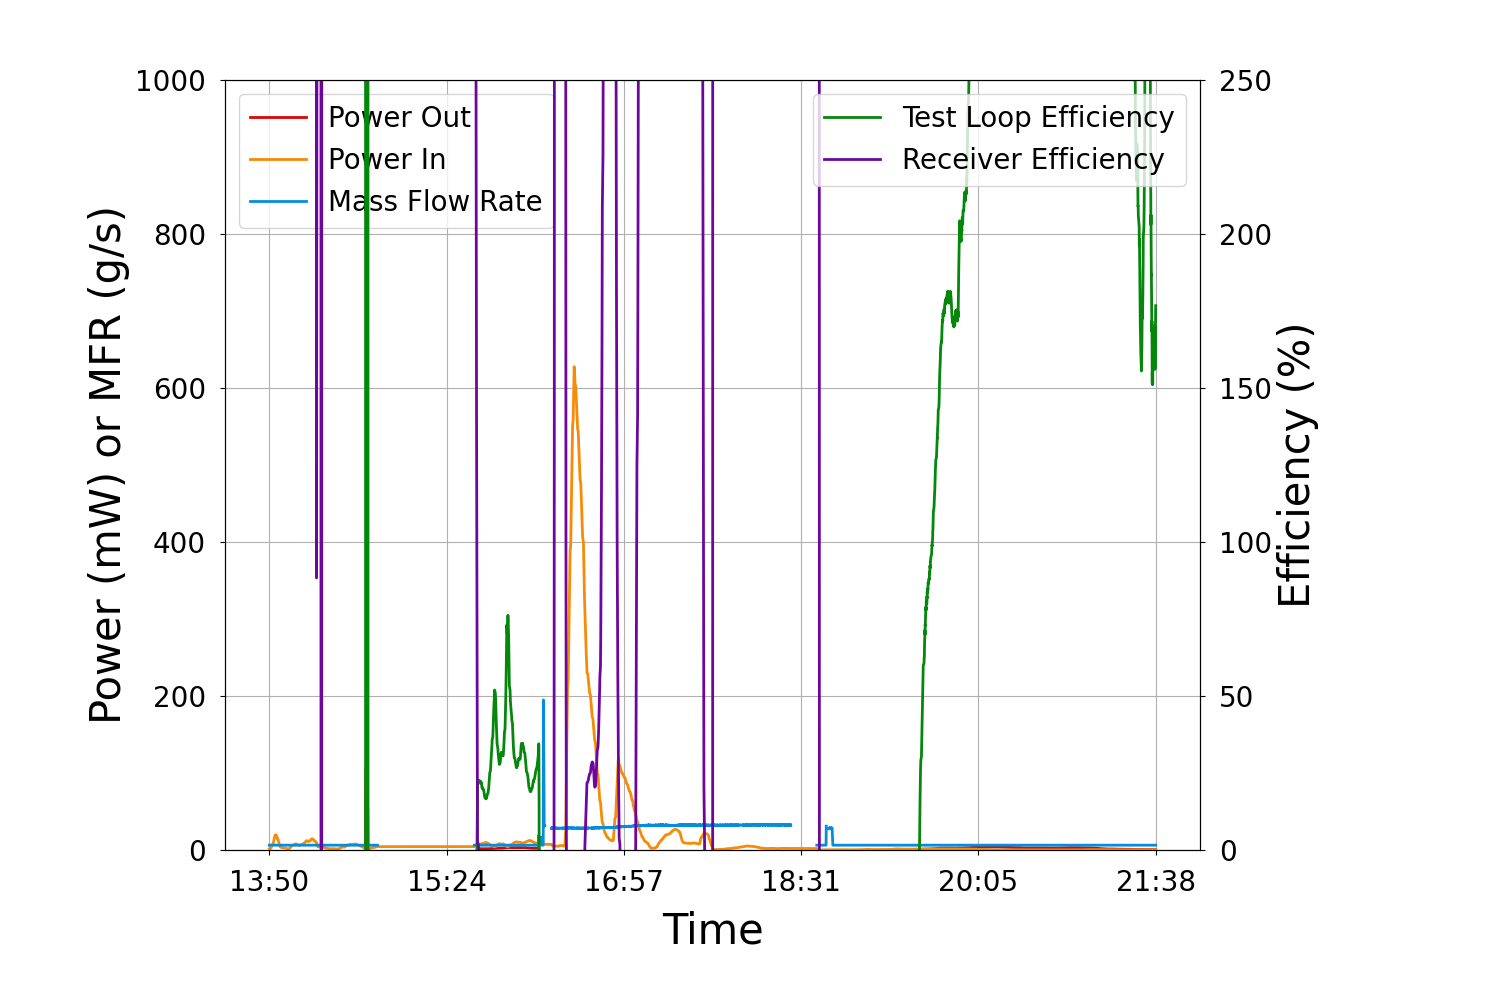 1000
800
600
400
200
0
Power (mW) or MFR (g/s)
Power Out
Power In
Mass Flow Rate
Test Loop Efficiency
Receiver Efficiency
250
200
150
100
50
0
Efficiency (%)
13:50 15:24 16:57 18:31 20:05 21:38
Time